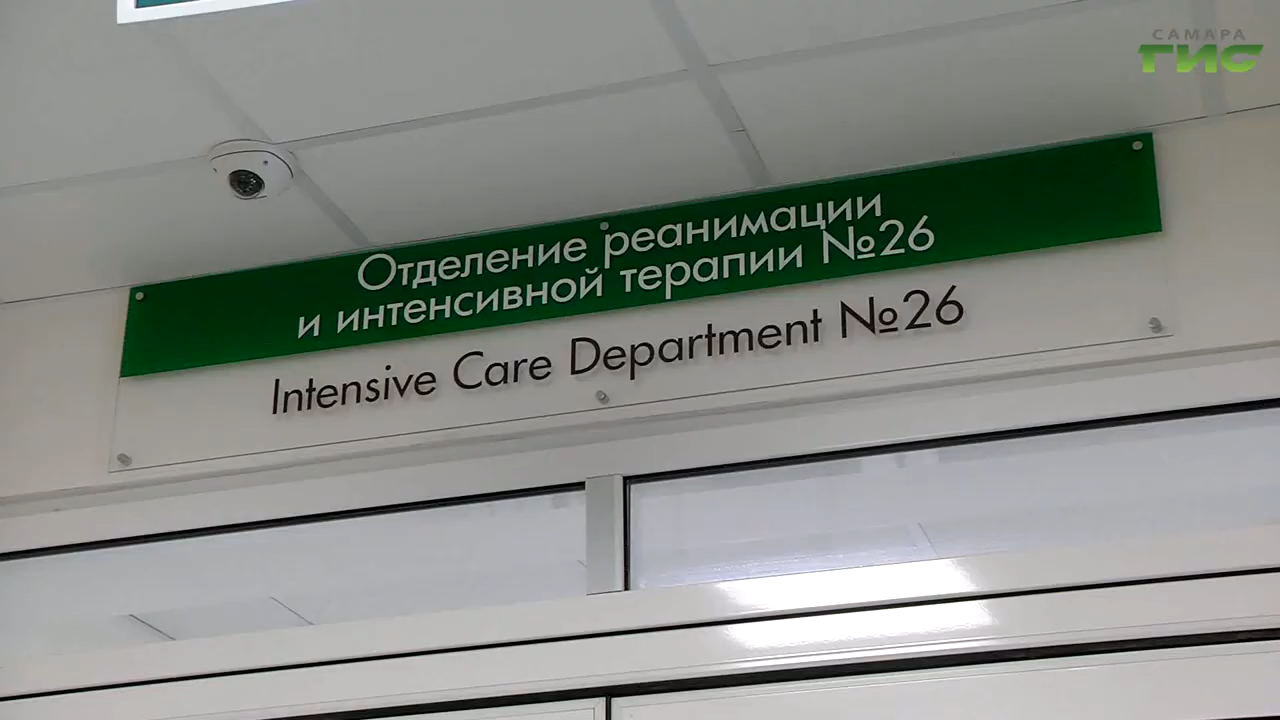 САМАРА
ГИС
Отделение реанимации
и интенсивной терапии №26
Intensive Care Department №26